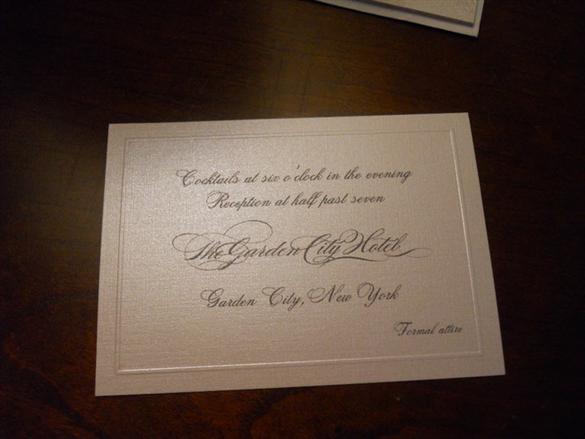 Cocktails at six o'clock in the evening
Reception at half past seven
The Garden City Hotel
Garden City, New York
Formal attire